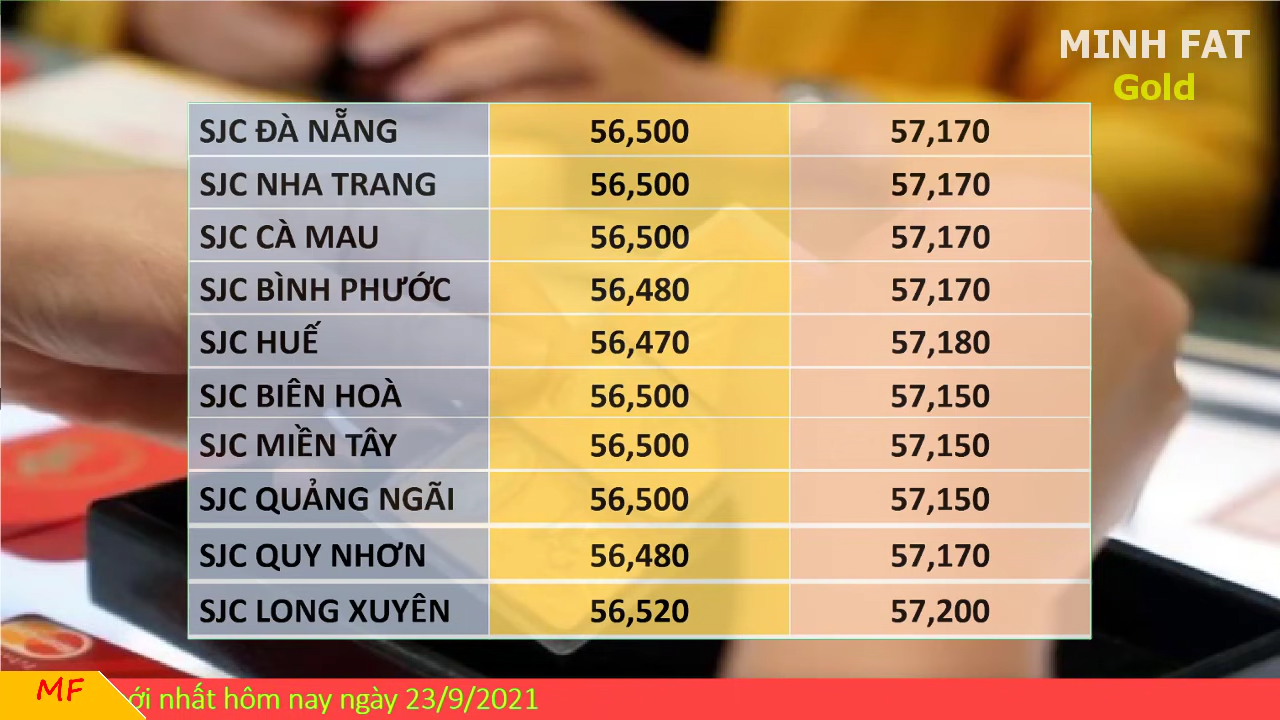 MINH FAT
Gold
SJC ĐÀ NẴNG 56,500 57,170
SJC NHA TRANG 56,500 57,170
SJC CÀ MAU 56,500 57,170
SJC BÌNH PHƯỚC 56,480 57,170
SJC HUẾ 56,470 57,180
SJC BIÊN HOÀ 56,500 57,150
SJC MIỀN TÂY 56,500 57,150
SJC QUẢNG NGÃI 56,500 57,150
SJC QUY NHƠN 56,480 57,170
SJC LONG XUYÊN 56,520 57,200
MF nhất hôm nay ngày 23/9/2021